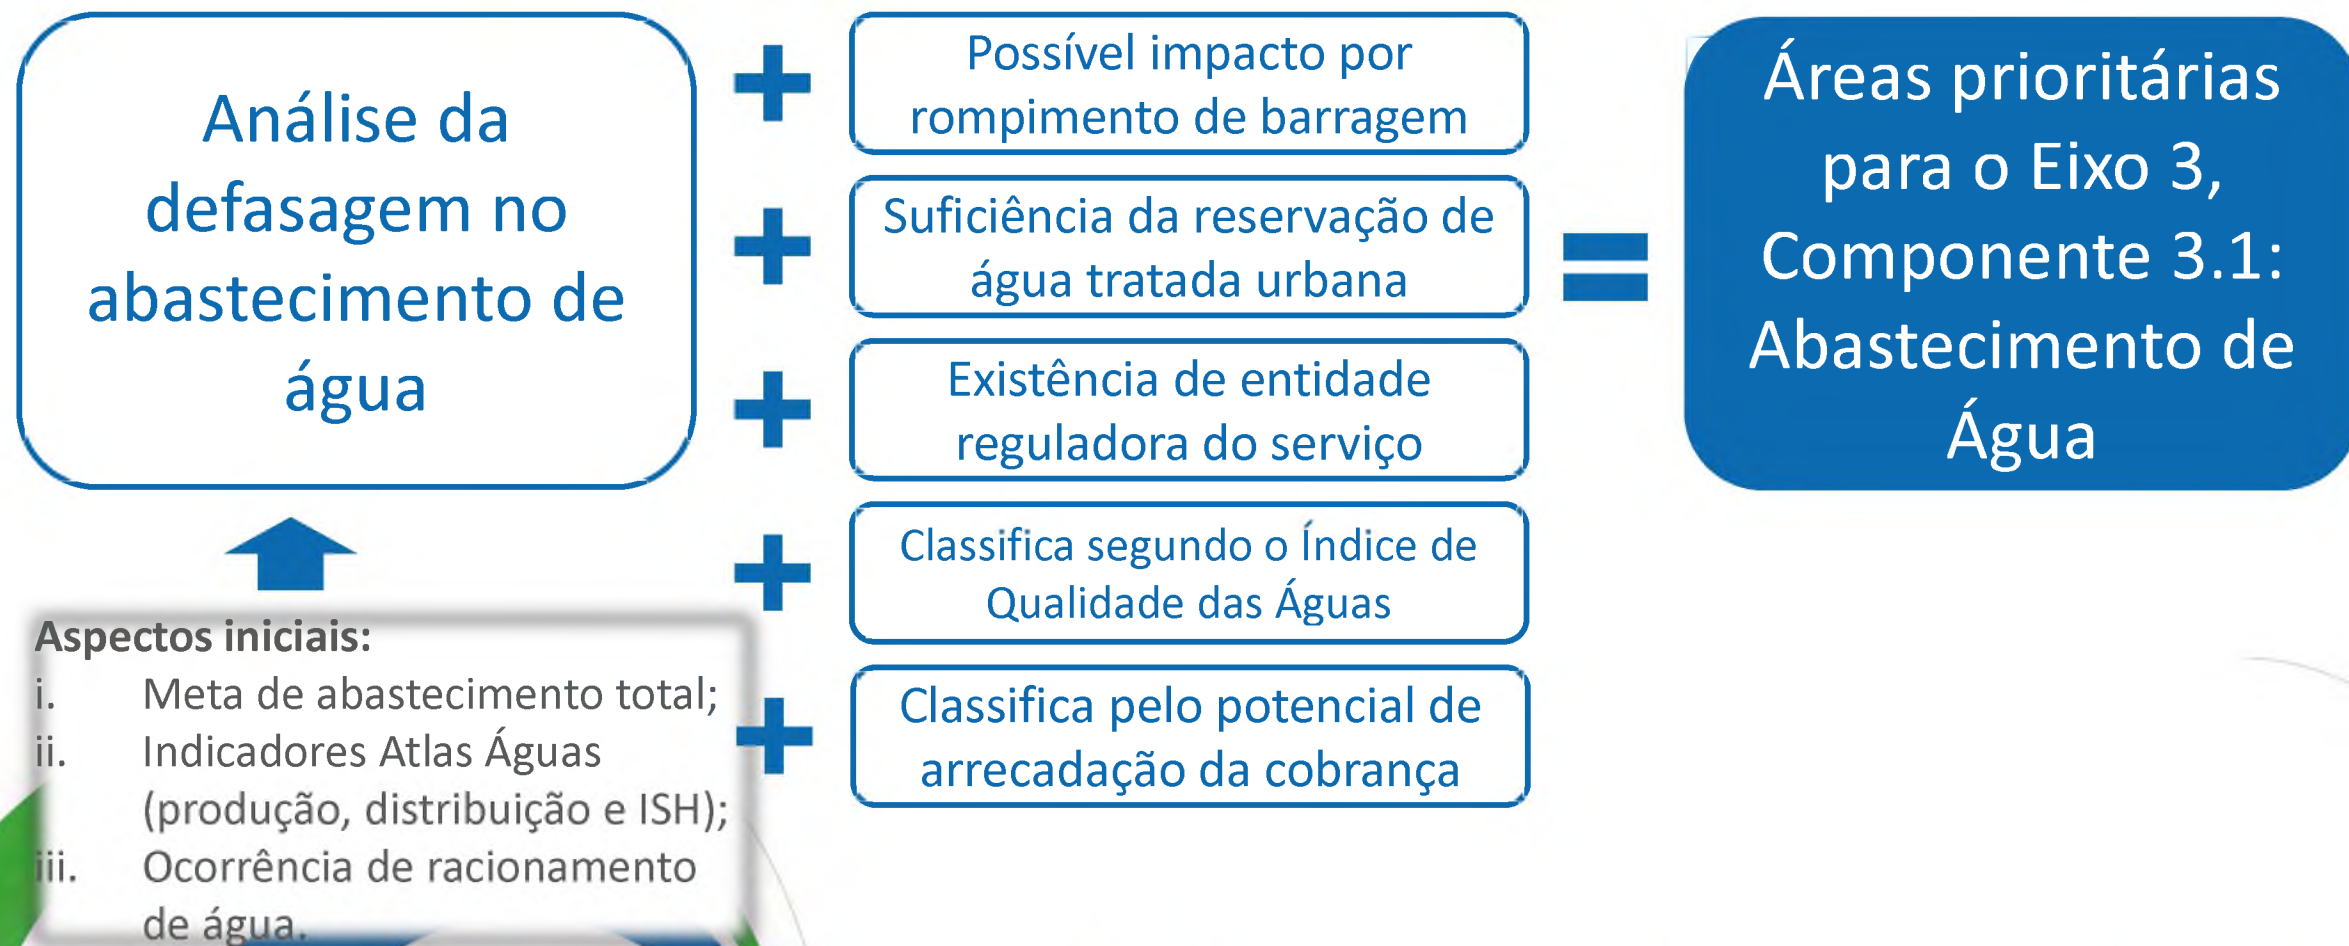 Análise da
defasagem no
abastecimento de
água
Aspectos iniciais:
i. Meta de abastecimento total;
ii. Indicadores Atlas Águas
(produção, distribuição e ISH);
iii. Ocorrência de racionamento
de água.
+
Possível impacto por
rompimento de barragem
+
Suficiência da reservação de
água tratada urbana
+
Existência de entidade
reguladora do serviço
+
Classifica segundo o Índice de
Qualidade das Águas
+
Classifica pelo potencial de
arrecadação da cobrança
=
Áreas prioritárias
para o Eixo 3,
Componente 3.1:
Abastecimento de
Água